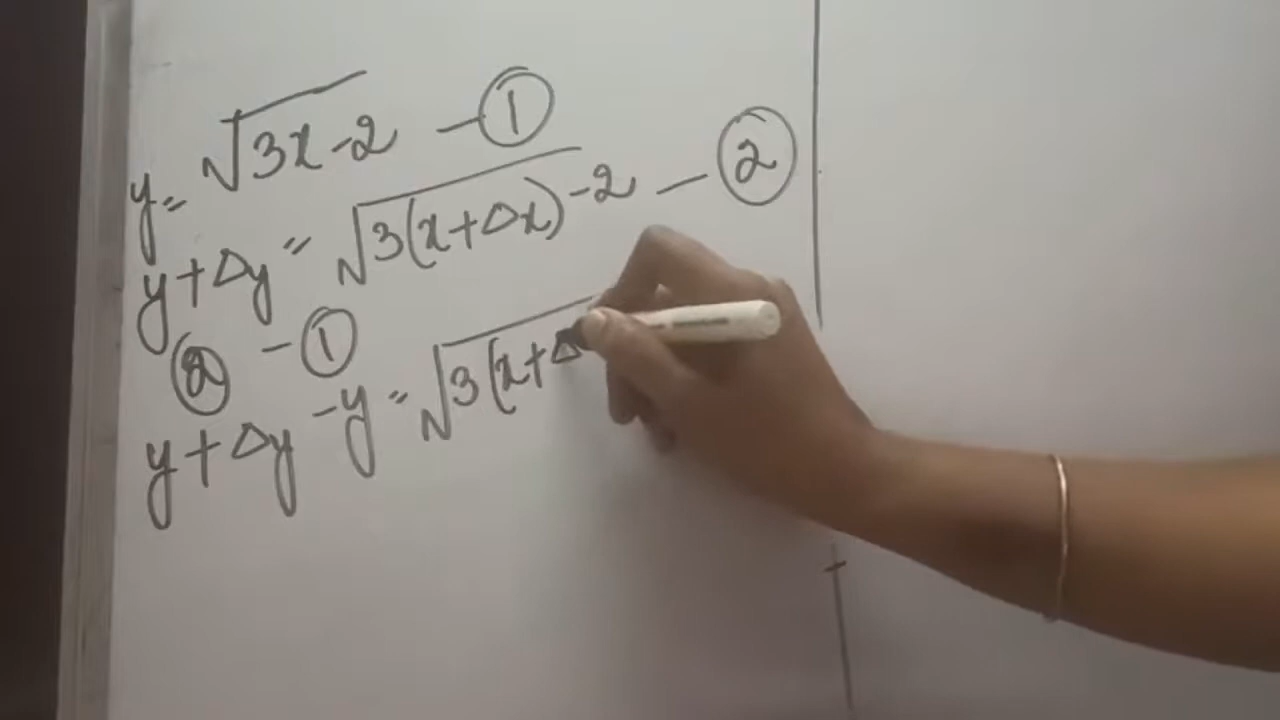 y = √3x-2 — ①
y+Δy = √3(x+Δx)-2 — ②
② - ①
y+Δy-y = √3(x+Δ